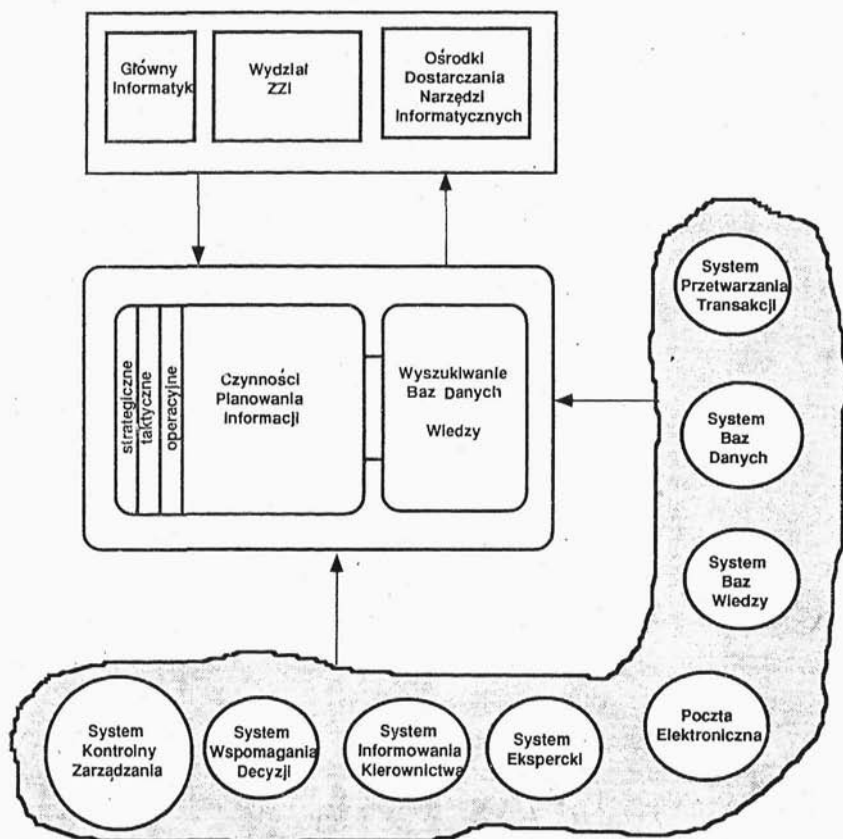 Główny
Informatyk
Wydział
ZZI
Ośrodki
Dostarczania
Narzędzi
Informatycznych
strategiczne
taktyczne
operacyjne
Czynności
Planowania
Informacji
Wyszukiwanie
Baz Danych
Wiedzy
System
Przetwarzania
Transakcji
System
Baz
Danych
System
Baz
Wiedzy
Poczta
Elektroniczna
System
Kontrolny
Zarządzania
System
Wspomagania
Decyzji
System
Informowania
Kierownictwa
System
Ekspercki